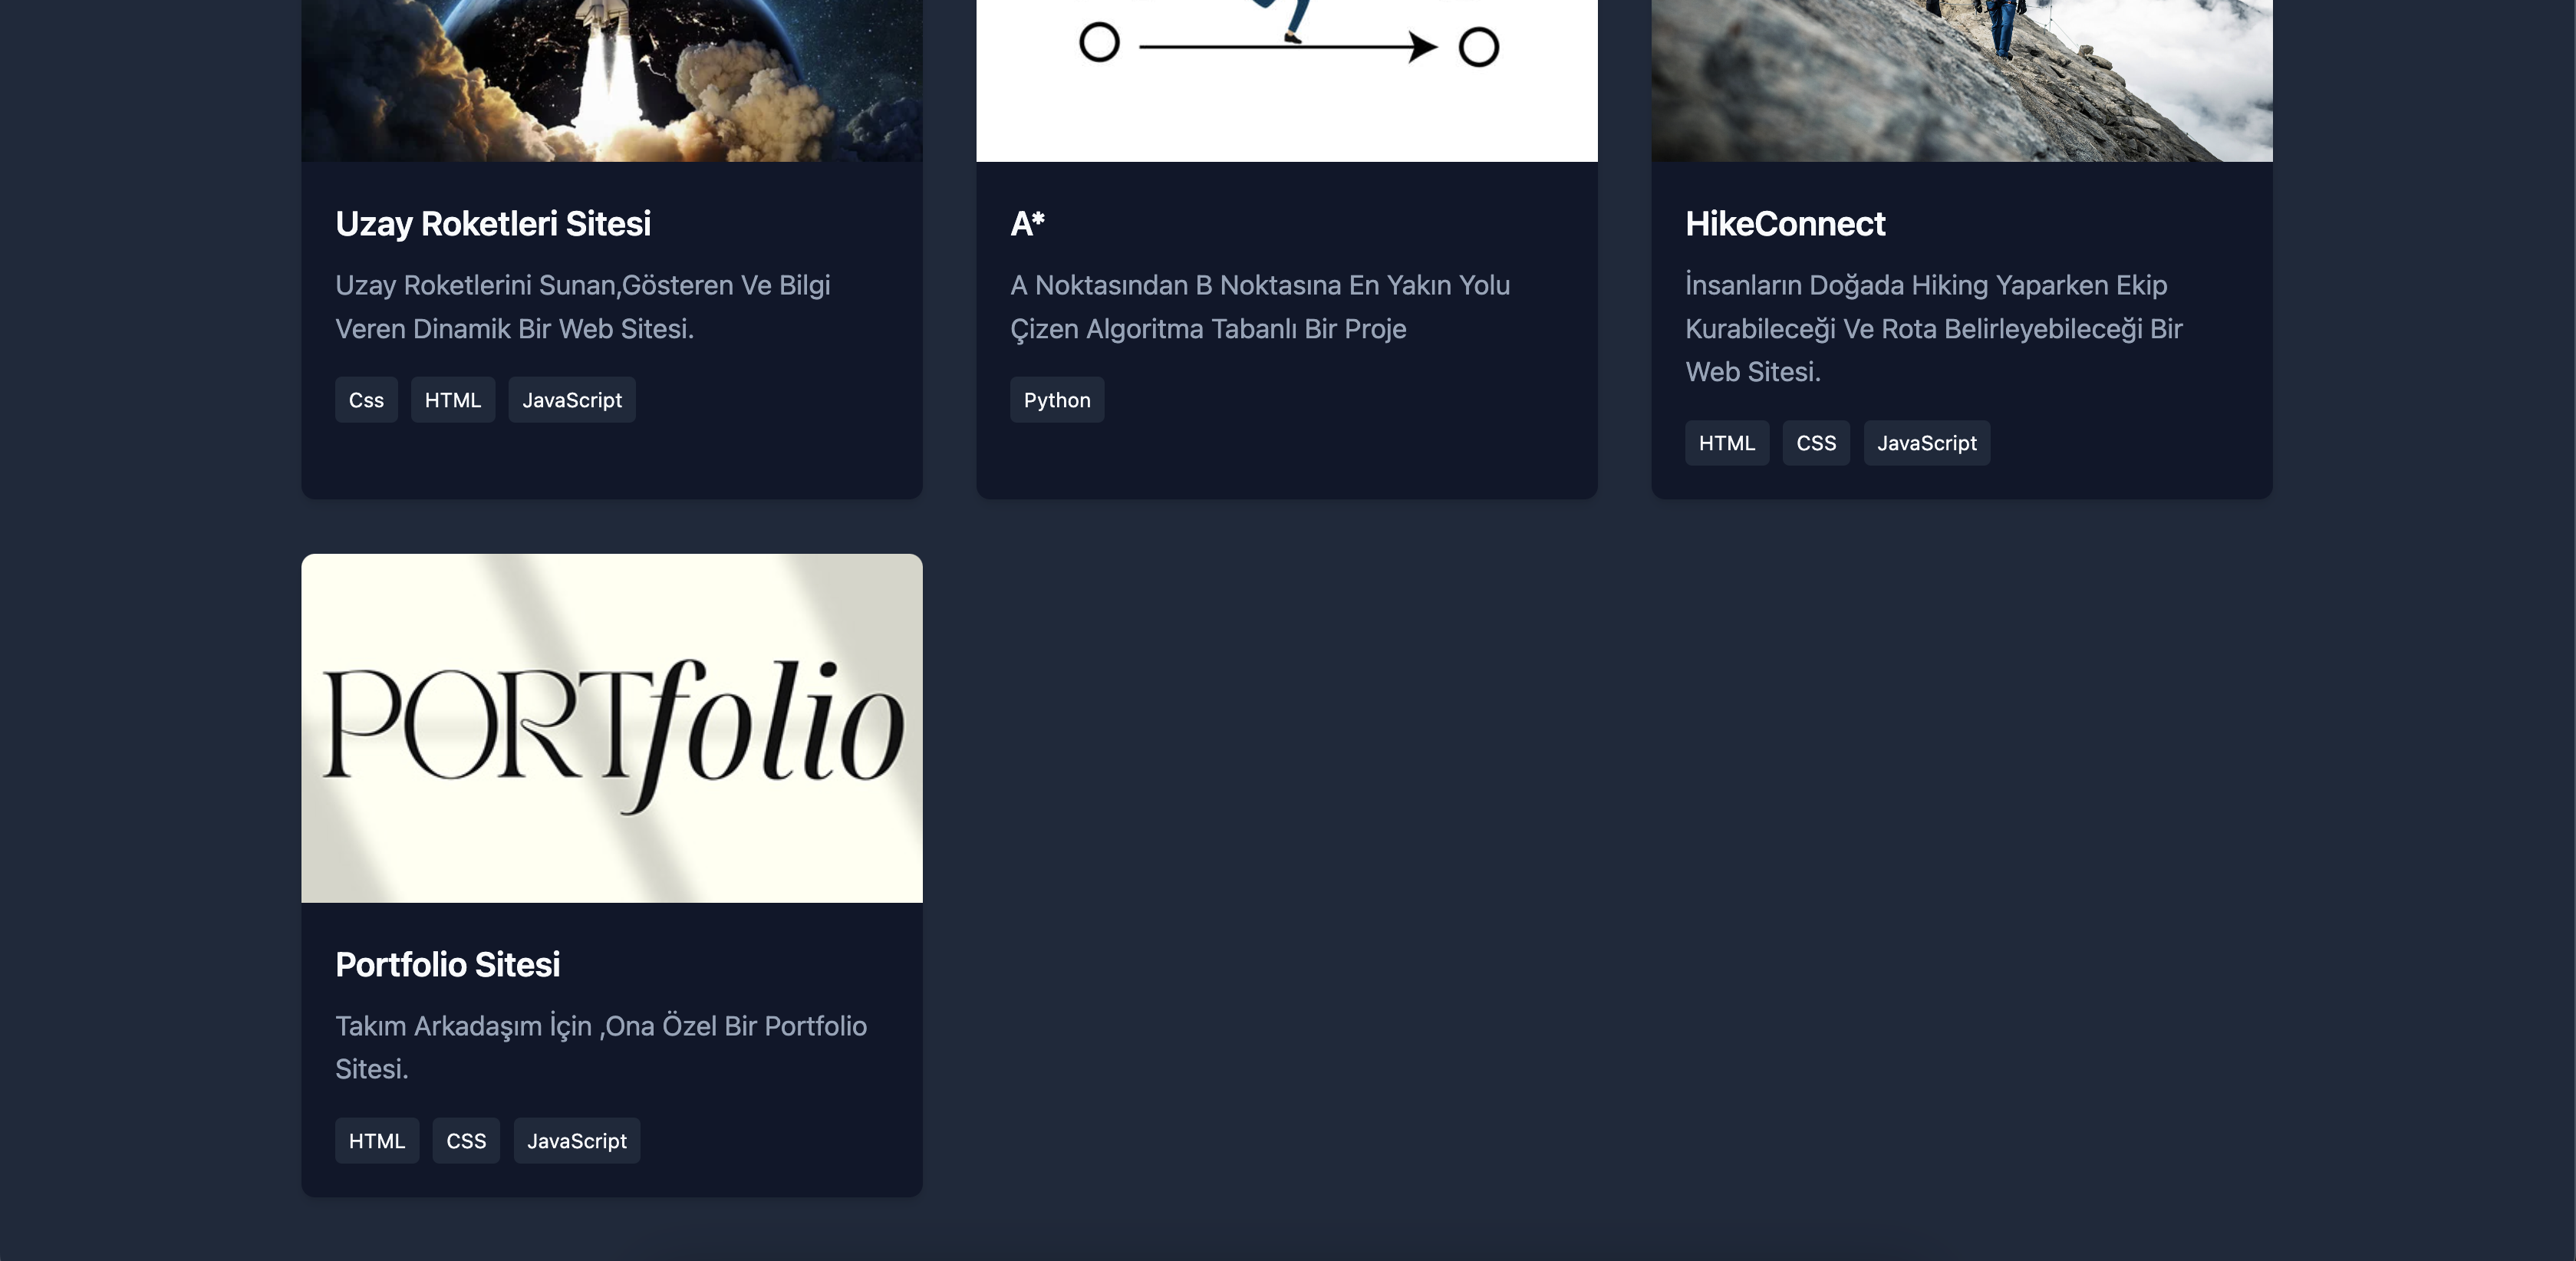 Uzay Roketleri Sitesi
Uzay Roketlerini Sunan,Gösteren Ve Bilgi
Veren Dinamik Bir Web Sitesi.
Css HTML JavaScript
A*
A Noktasından B Noktasına En Yakın Yolu
Çizen Algoritma Tabanlı Bir Proje
Python
HikeConnect
İnsanların Doğada Hiking Yaparken Ekip
Kurabileceği Ve Rota Belirleyebileceği Bir
Web Sitesi.
HTML CSS JavaScript
PORTfolio
Portfolio Sitesi
Takım Arkadaşım İçin ,Ona Özel Bir Portfolio
Sitesi.
HTML CSS JavaScript